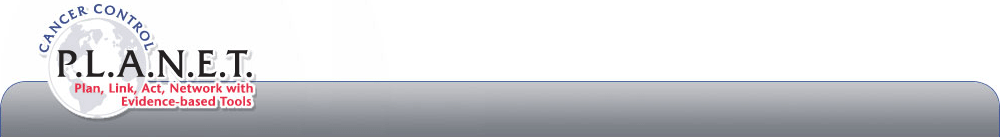 CANCER CONTROL
P.L.A.N.E.T.
Plan, Link, Act, Network with
Evidence-based Tools